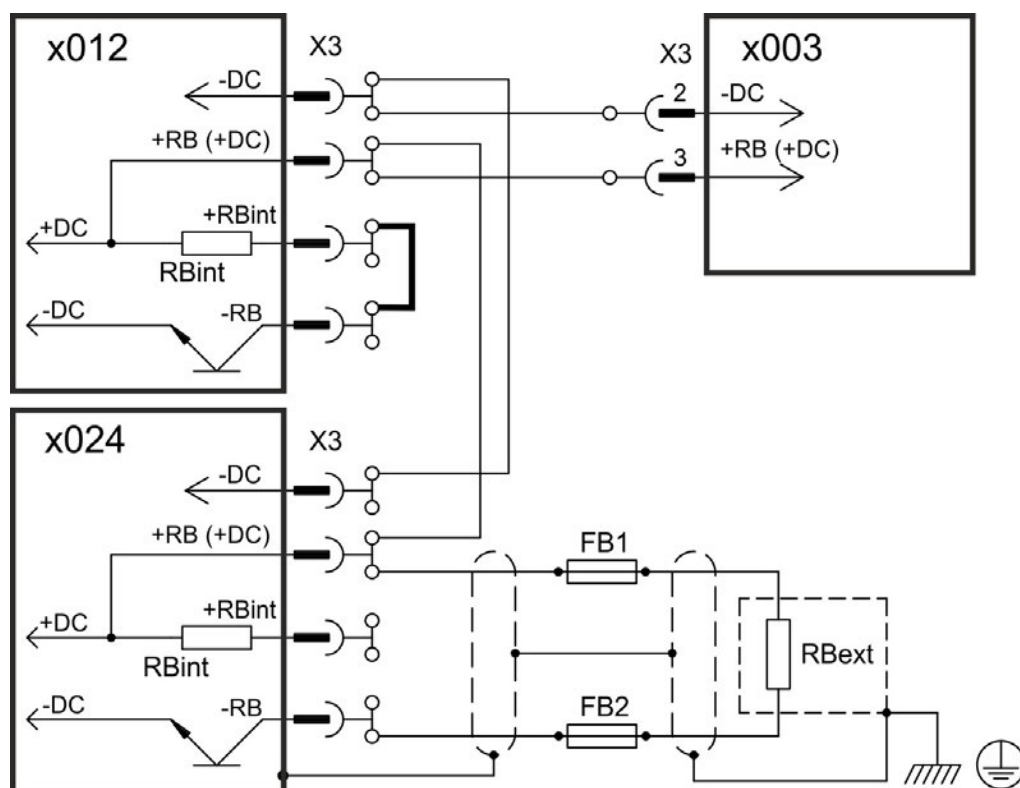 x012
X3
-DC
+RB (+DC)
+DC
+RBint
RBint
-DC
-RB
X3
x003
2
-DC
3
+RB (+DC)
x024
X3
-DC
+RB (+DC)
+DC
+RBint
RBint
-DC
-RB
FB1
FB2
RBext